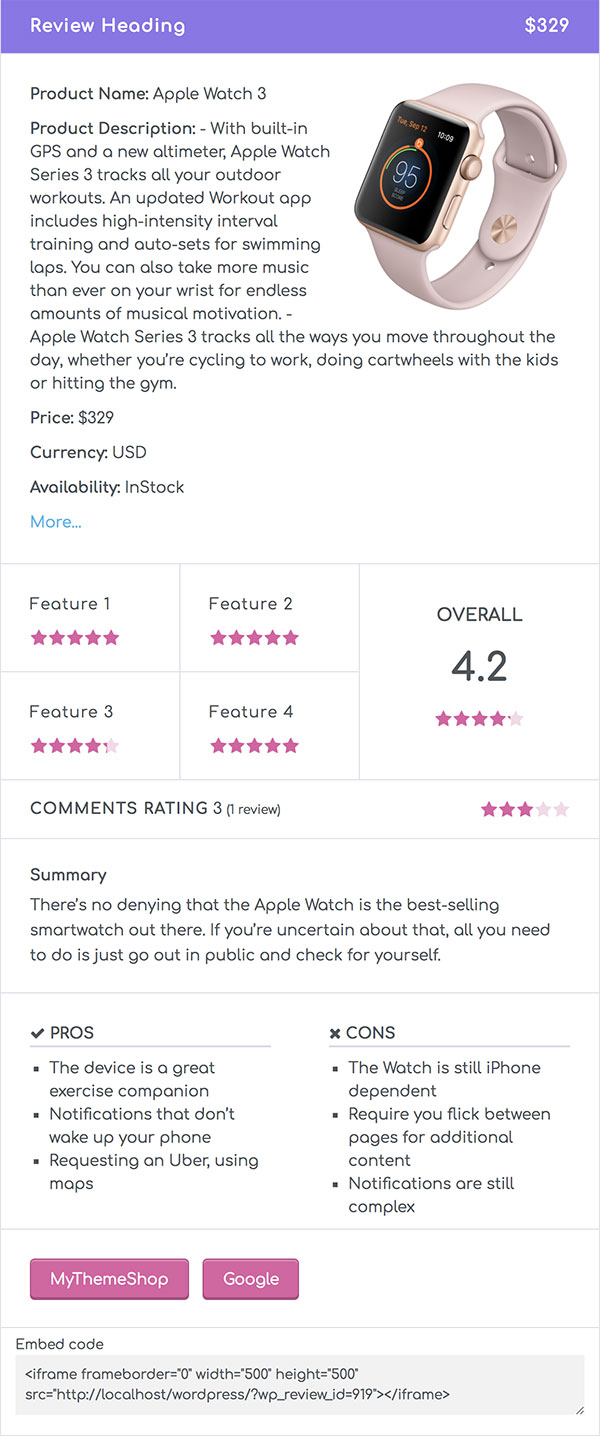 Review Heading $329
Product Name: Apple Watch 3
Product Description: - With built-in
GPS and a new altimeter, Apple Watch
Series 3 tracks all your outdoor
workouts. An updated Workout app
includes high-intensity interval
training and auto-sets for swimming
laps. You can also take more music
than ever on your wrist for endless
amounts of musical motivation. -
Apple Watch Series 3 tracks all the ways you move throughout the
day, whether you’re cycling to work, doing cartwheels with the kids
or hitting the gym.
Tue, Sep 12
10:09
95
SLEEP
SCORE
Price: $329
Currency: USD
Availability: InStock
More...
Feature 1
Feature 2
Feature 3
Feature 4
OVERALL
4.2
COMMENTS RATING 3 (1 review)
Summary
There’s no denying that the Apple Watch is the best-selling
smartwatch out there. If you’re uncertain about that, all you need
to do is just go out in public and check for yourself.
PROS
The device is a great
exercise companion
Notifications that don’t
wake up your phone
Requesting an Uber, using
maps
CONS
The Watch is still iPhone
dependent
Require you flick between
pages for additional
content
Notifications are still
complex
MyThemeShop
Google
Embed code
<iframe frameborder="0" width="500" height="500"
src="http://localhost/wordpress/?wp_review_id=919"></iframe>